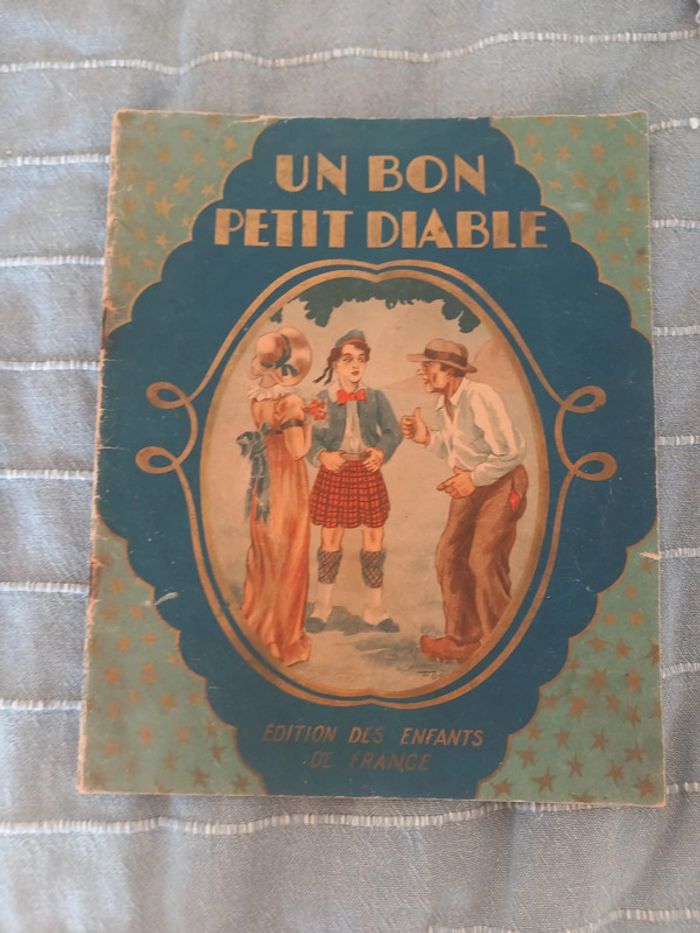 UN BON
PETIT DIABLE
ÉDITION DES ENFANTS
DE FRANCE